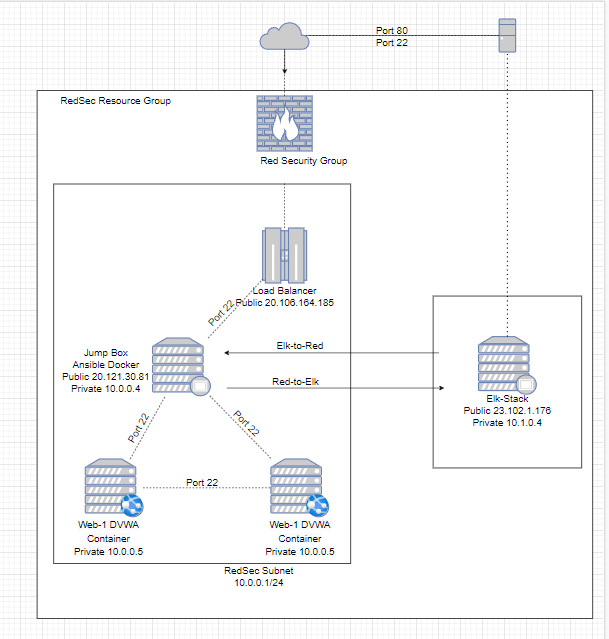 Port 80
Port 22
RedSec Resource Group
Red Security Group
Load Balancer
Public 20.106.164.185
Port 22
Elk-to-Red
Jump Box
Ansible Docker
Public 20.121.30.81
Private 10.0.0.4
Red-to-Elk
Elk-Stack
Public 23.102.1.176
Private 10.1.0.4
Port 22
Port 22
Port 22
Web-1 DVWA
Container
Private 10.0.0.5
Web-1 DVWA
Container
Private 10.0.0.5
RedSec Subnet
10.0.0.1/24